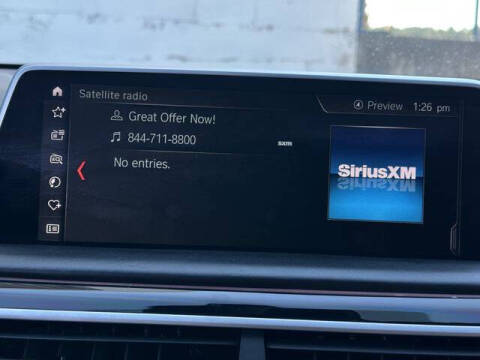 Satellite radio
Preview 1:26 pm
Great Offer Now!
844-711-8800
sxm
No entries.
SiriusXM